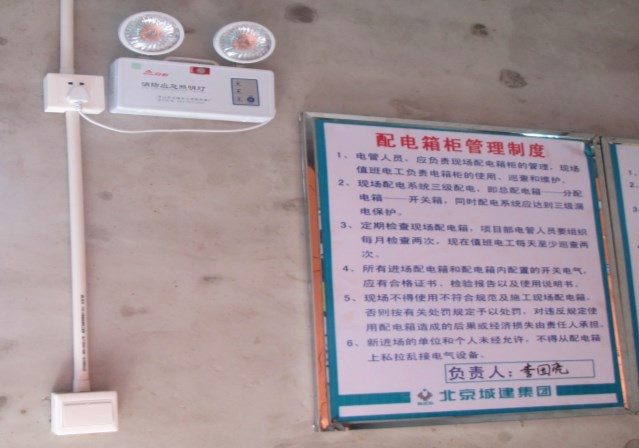 消防应急照明灯
配电箱柜管理制度
1、电管人员，应负责现场配电箱柜的管理，现场
值班电工负责电箱柜的使用、巡查和维护。
2、现场配电系统三级配电，即总配电箱——分配
电箱——开关箱，同时配电系统应达到三级漏
电保护。
3、定期检查现场配电箱，项目部电管人员要组织
每月检查两次，现在值班电工每天至少巡查两
次。
4、所有进场配电箱和配电箱内配置的开关电气，
应有合格证书、检验报告以及使用说明书。
5、现场不得使用不符合规范及施工现场配电箱，
否则按有关处罚规定予以处罚，对违反规定使
用配电箱造成的后果或经济损失由责任人承担。
6、新进场的单位和个人未经允许，不得从配电箱
上私拉乱接电气设备。
负责人：李国亮
北京城建集团